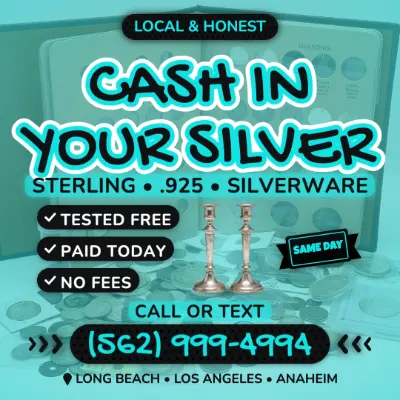 LOCAL & HONEST
CASH IN
YOUR SILVER
STERLING • .925 • SILVERWARE
TESTED FREE
PAID TODAY
NO FEES
SAME DAY
CALL OR TEXT
(562) 999-4994
LONG BEACH • LOS ANGELES • ANAHEIM